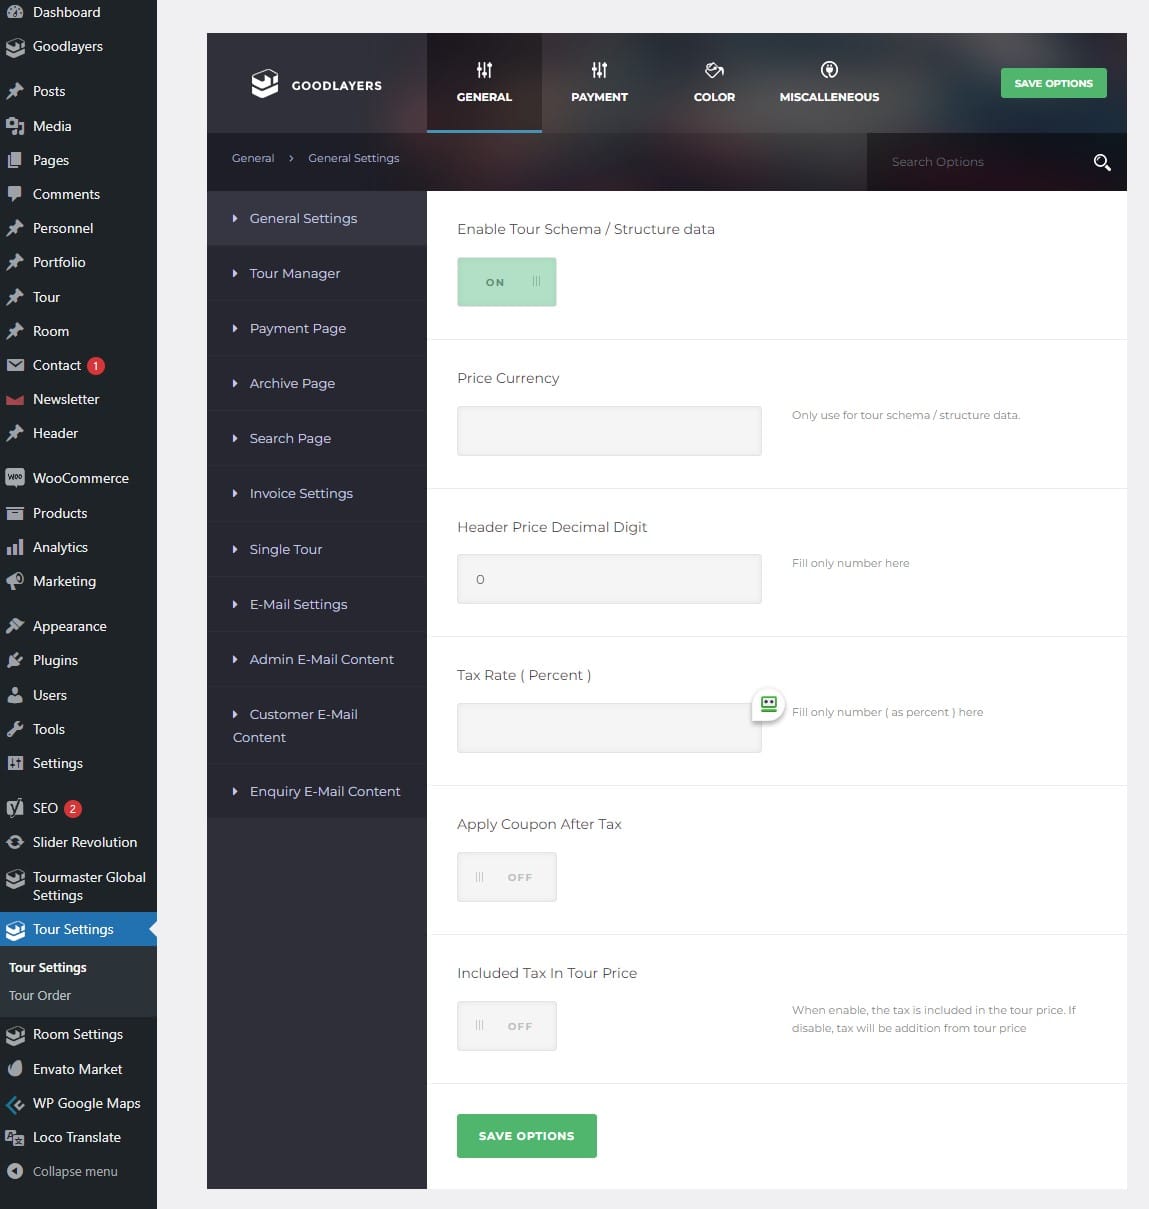 Dashboard
Goodlayers
Posts
Media
Pages
Comments
Personnel
Portfolio
Tour
Room
Contact 1
Newsletter
Header
WOO WooCommerce
Products
Analytics
Marketing
Appearance
Plugins
Users
Tools
Settings
SEO 2
Slider Revolution
Tourmaster Global
Settings
Tour Settings
Tour Settings
Tour Order
Room Settings
Envato Market
WP Google Maps
Loco Translate
Collapse menu
GOODLAYERS
GENERAL
PAYMENT
COLOR
MISCALLENEOUS
SAVE OPTIONS
General > General Settings
Search Options
General Settings
Tour Manager
Payment Page
Archive Page
Search Page
Invoice Settings
Single Tour
E-Mail Settings
Admin E-Mail Content
Customer E-Mail
Content
Enquiry E-Mail Content
Enable Tour Schema / Structure data
ON
Price Currency
Only use for tour schema / structure data.
Header Price Decimal Digit
0
Fill only number here
Tax Rate ( Percent )
Fill only number ( as percent ) here
Apply Coupon After Tax
OFF
Included Tax In Tour Price
OFF
When enable, the tax is included in the tour price. If
disable, tax will be addition from tour price
SAVE OPTIONS